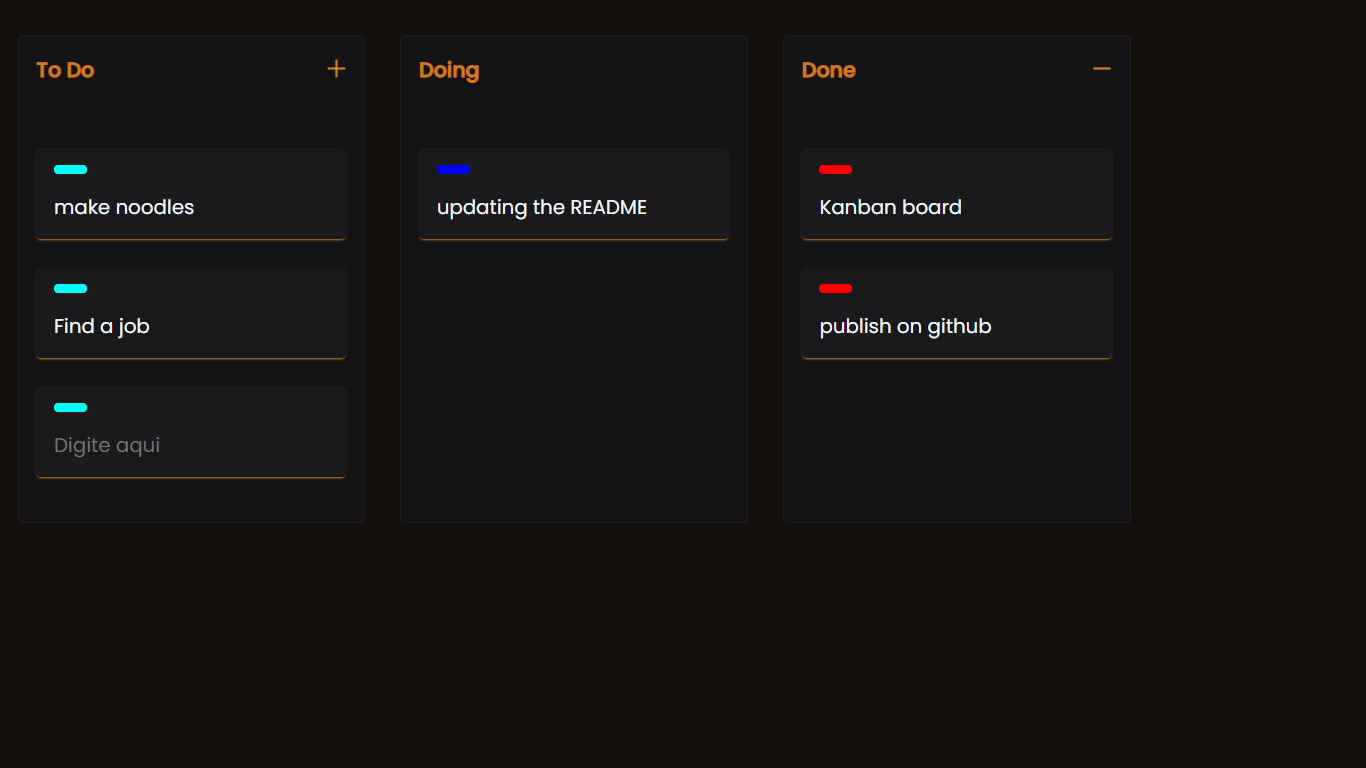 To Do
make noodles
Find a job
Digite aqui
Doing
updating the README
Done
Kanban board
publish on github